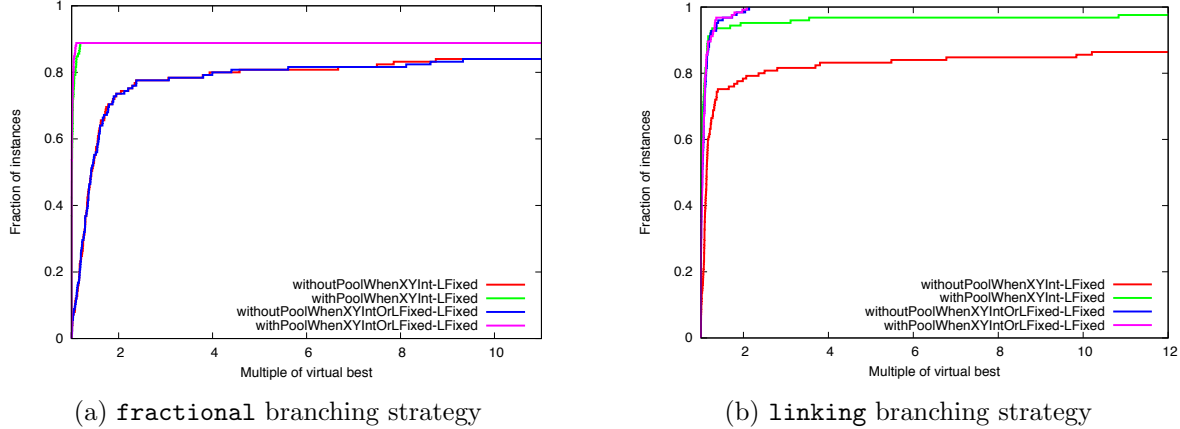 1
0.8
0.6
0.4
0.2
0
Fraction of instances
withoutPoolWhenXYInt-LFixed
withPoolWhenXYInt-LFixed
withoutPoolWhenXYIntOrLFixed-LFixed
withPoolWhenXYIntOrLFixed-LFixed
2 4 6 8 10
Multiple of virtual best
(a) fractional branching strategy
1
0.8
0.6
0.4
0.2
0
Fraction of instances
withoutPoolWhenXYInt-LFixed
withPoolWhenXYInt-LFixed
withoutPoolWhenXYIntOrLFixed-LFixed
withPoolWhenXYIntOrLFixed-LFixed
2 4 6 8 10 12
Multiple of virtual best
(b) linking branching strategy